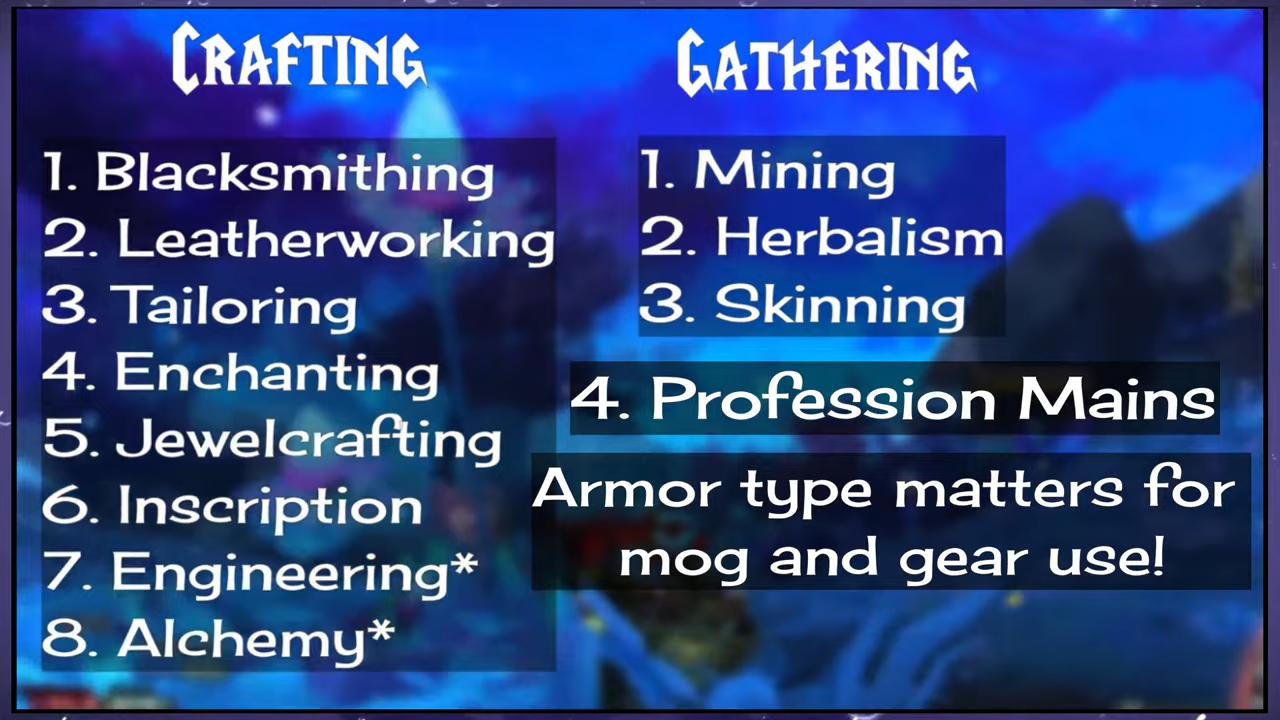 CRAFTING
1. Blacksmithing
2. Leatherworking
3. Tailoring
4. Enchanting
5. Jewelcrafting
6. Inscription
7. Engineering*
8. Alchemy*
GATHERING
1. Mining
2. Herbalism
3. Skinning
4. Profession Mains
Armor type matters for
mog and gear use!